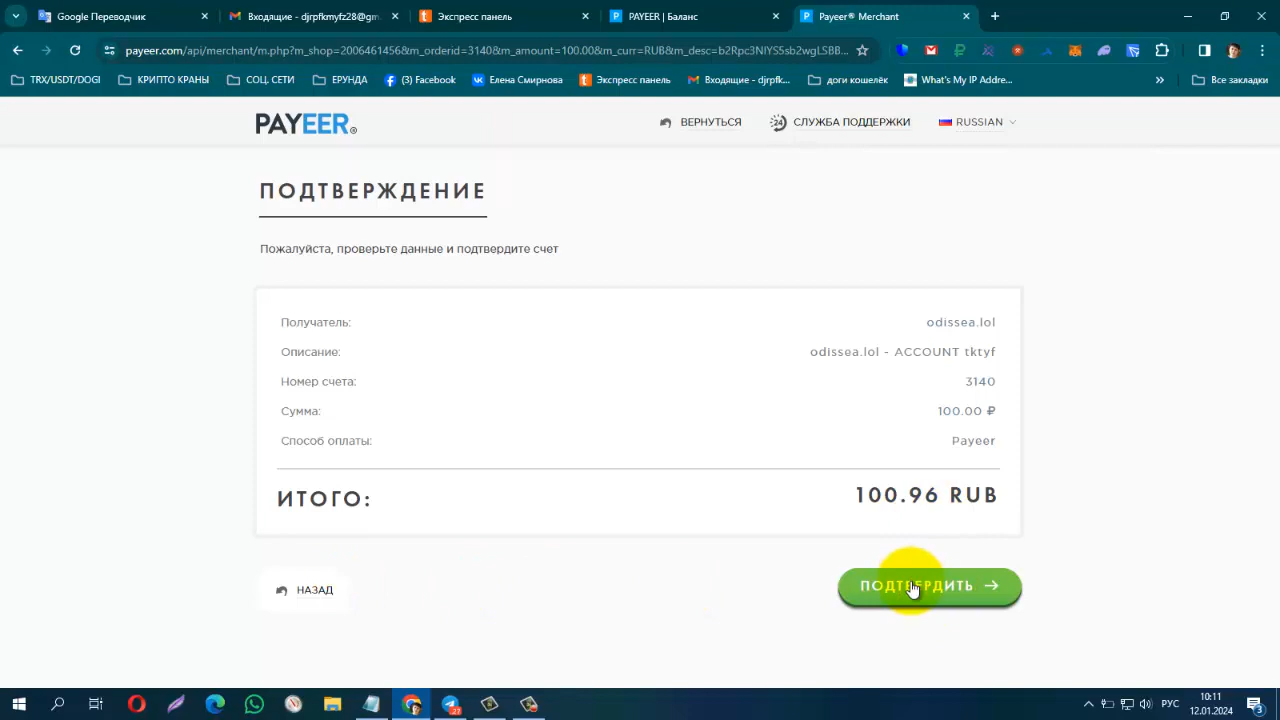 Google Переводчик
Входящие - djrpfkmyfz28@gm
Экспресс панель
PAYEER | Баланс
Payeer® Merchant
payeer.com/api/merchant/m.php?m_shop=2006461456&m_orderid=3140&m_amount=100.00&m_curr=RUB&m_desc=b2Rpc3NlYS5sb2wgLSBB...
TRX/USDT/DOGI
КРИПТО КРАНЫ
СОЦ. СЕТИ
ЕРУНДА
(3) Facebook
Елена Смирнова
Экспресс панель
Входящие - djrpfk...
доги кошелёк
What's My IP Addre...
»
Все закладки
PAYEER®
ВЕРНУТЬСЯ
24
СЛУЖБА ПОДДЕРЖКИ
RUSSIAN
ПОДТВЕРЖДЕНИЕ
Пожалуйста, проверьте данные и подтвердите счет
Получатель: odissea.lol
Описание: odissea.lol - ACCOUNT tktyf
Номер счета: 3140
Сумма: 100.00 ₽
Способ оплаты: Payeer
ИТОГО: 100.96 RUB
НАЗАД
ПОДТВЕРДИТЬ
27
РУС
10:11
12.01.2024
3